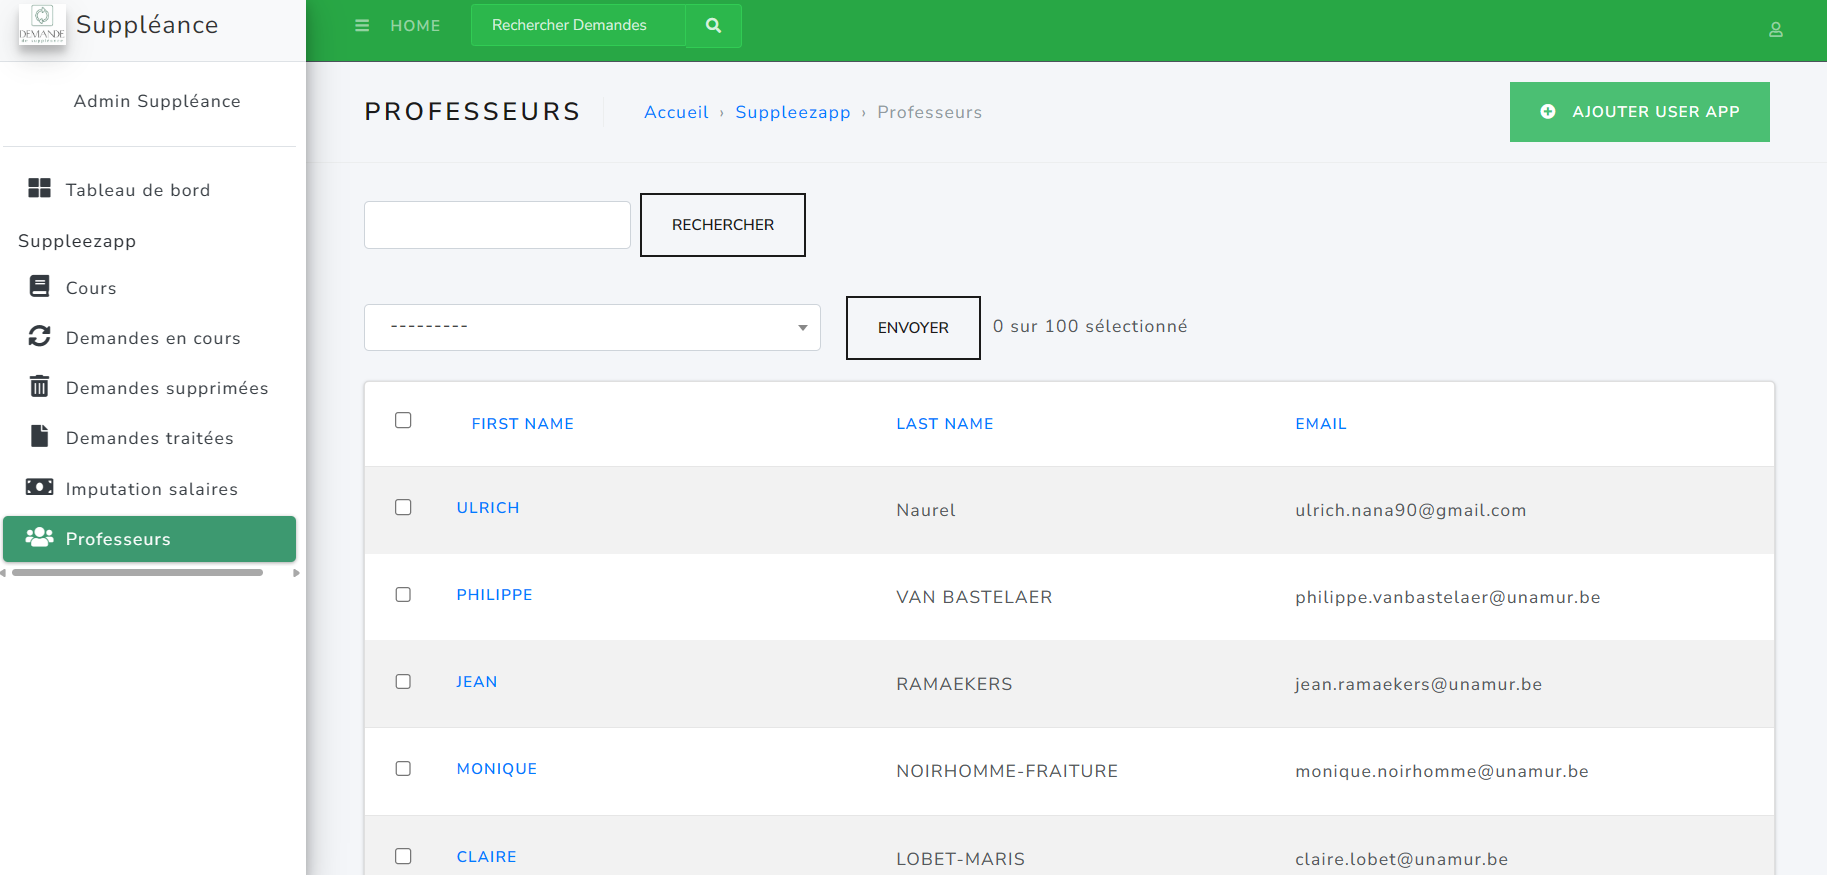 DEMANDE
de suppléance
Suppléance
HOME
Rechercher Demandes
Admin Suppléance
Tableau de bord
Suppleezapp
Cours
Demandes en cours
Demandes supprimées
Demandes traitées
Imputation salaires
Professeurs
PROFESSEURS
Accueil › Suppleezapp › Professeurs
AJOUTER USER APP
RECHERCHER
---------
ENVOYER
0 sur 100 sélectionné
FIRST NAME LAST NAME EMAIL
ULRICH Naurel ulrich.nana90@gmail.com
PHILIPPE VAN BASTELAER philippe.vanbastelaer@unamur.be
JEAN RAMAEKERS jean.ramaekers@unamur.be
MONIQUE NOIRHOMME-FRAITURE monique.noirhomme@unamur.be
CLAIRE LOBET-MARIS claire.lobet@unamur.be